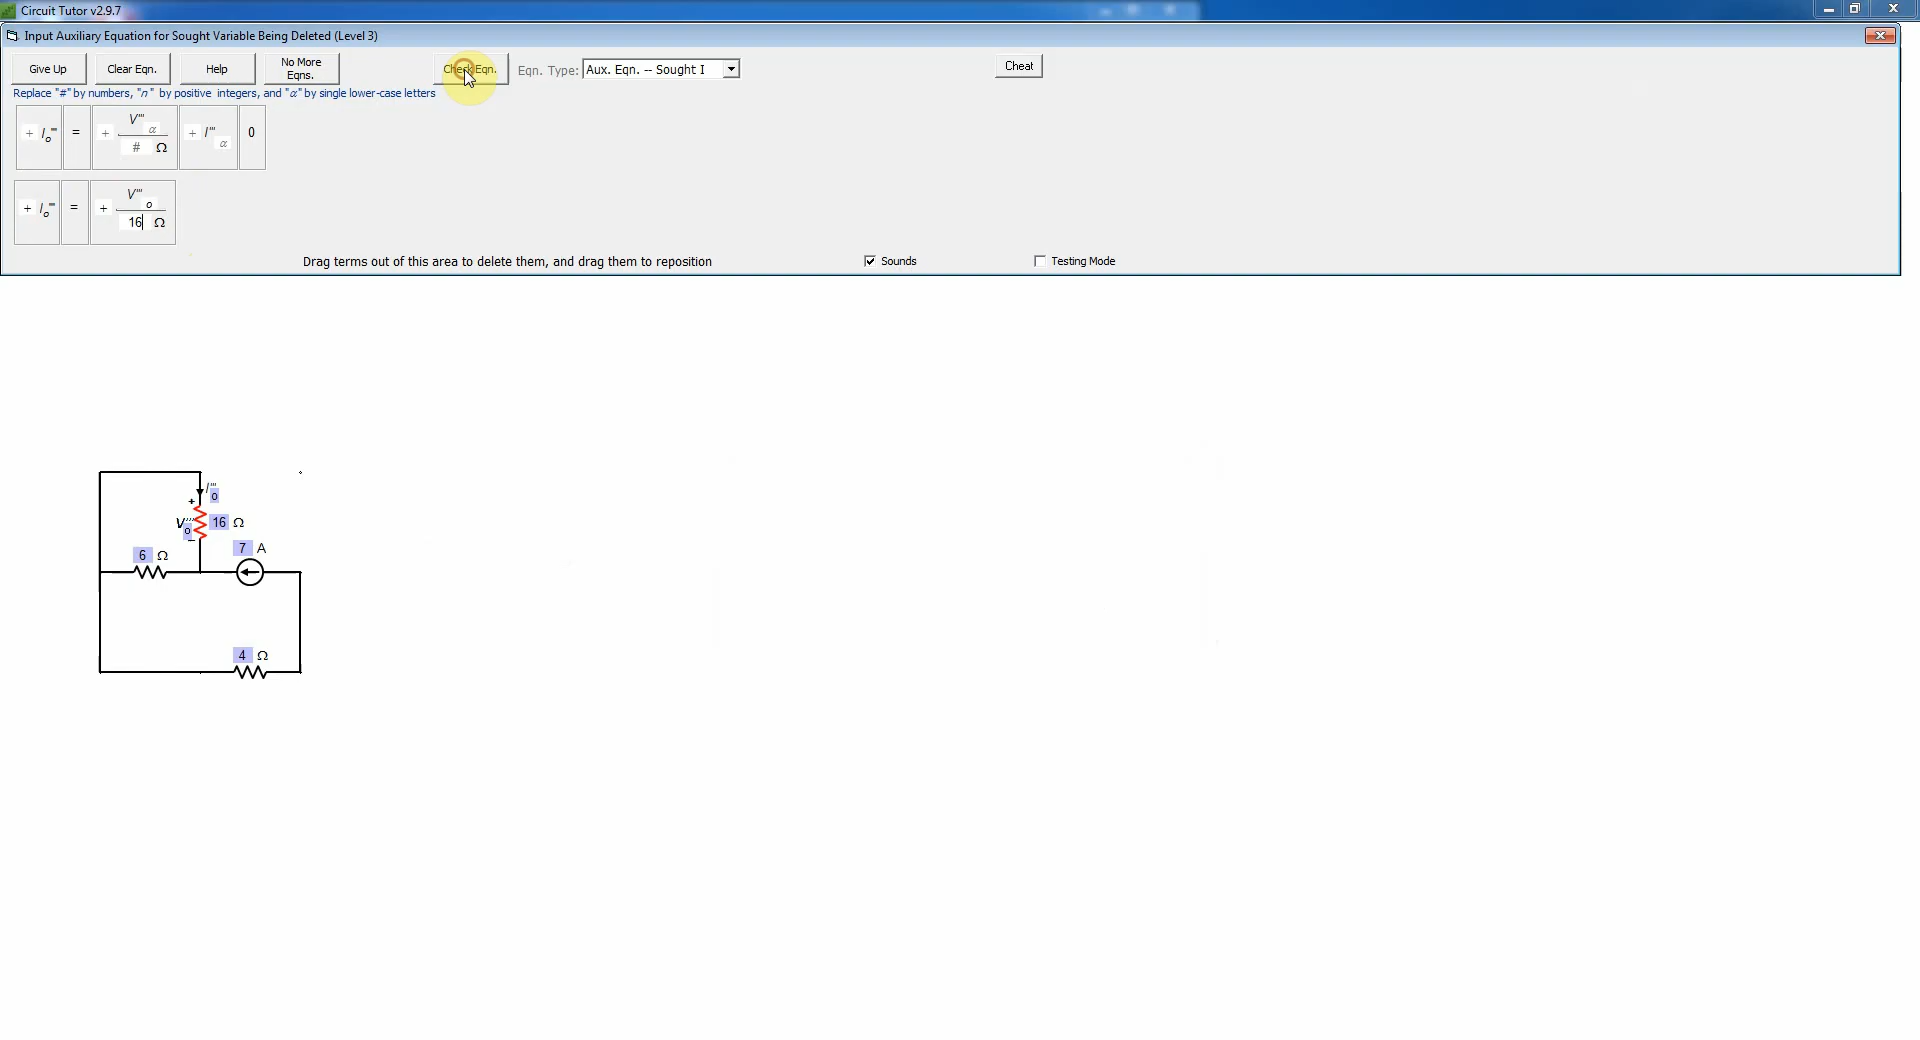 Circuit Tutor v2.9.7
Input Auxiliary Equation for Sought Variable Being Deleted (Level 3)
Give Up
Clear Eqn.
Help
No More
Eqns.
Check Eqn.
Eqn. Type:
Aux. Eqn. -- Sought I
Cheat
Replace "#" by numbers, "n" by positive integers, and "α" by single lower-case letters
+ Io''' = + V'''α / # Ω + I'''α 0
+ Io''' = + V'''o / 16 Ω
Drag terms out of this area to delete them, and drag them to reposition
Sounds
Testing Mode
I'''o
+
V'''o 16 Ω
−
6 Ω
7 A
4 Ω